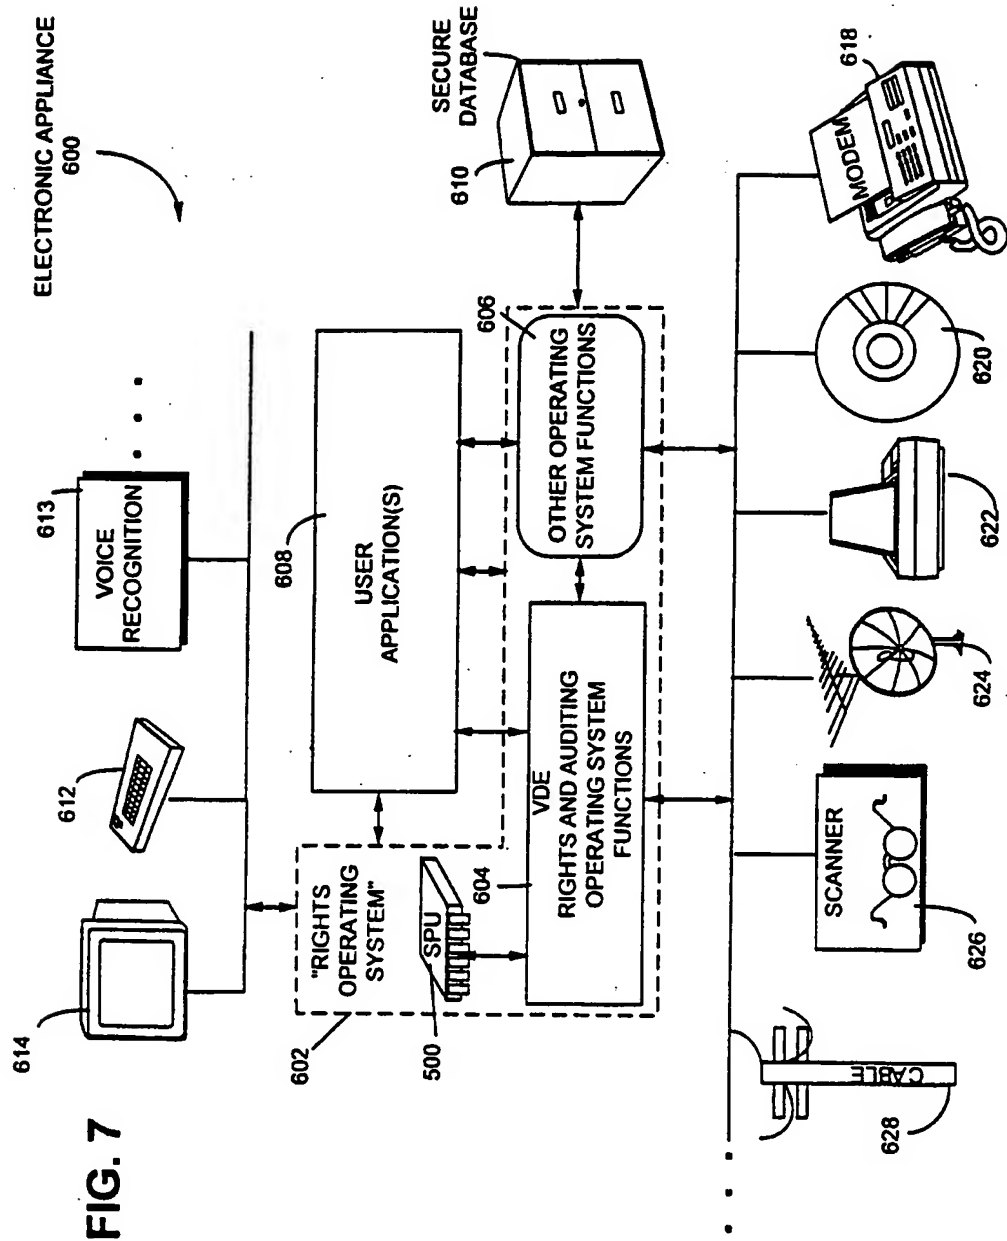 FIG. 7
ELECTRONIC APPLIANCE
600
614
612
613
VOICE
RECOGNITION
. . .
602
"RIGHTS
OPERATING
SYSTEM"
608
USER
APPLICATION(S)
500
SPU
604
VDE
RIGHTS AND AUDITING
OPERATING SYSTEM
FUNCTIONS
606
OTHER OPERATING
SYSTEM FUNCTIONS
610
SECURE
DATABASE
. . .
CABLE
628
SCANNER
626
624
622
620
MODEM
618